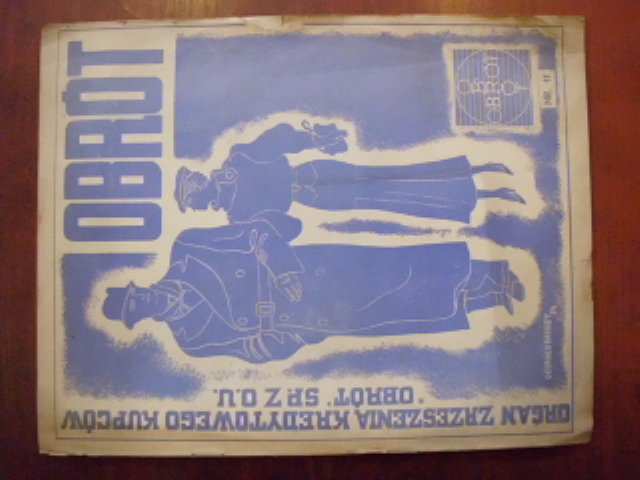 OBRÓT
OBRÓT
NR. 11
ORGAN ZRZESZENIA KREDYTOWEGO KUPCÓW
"OBRÓT" SP. Z O.U.